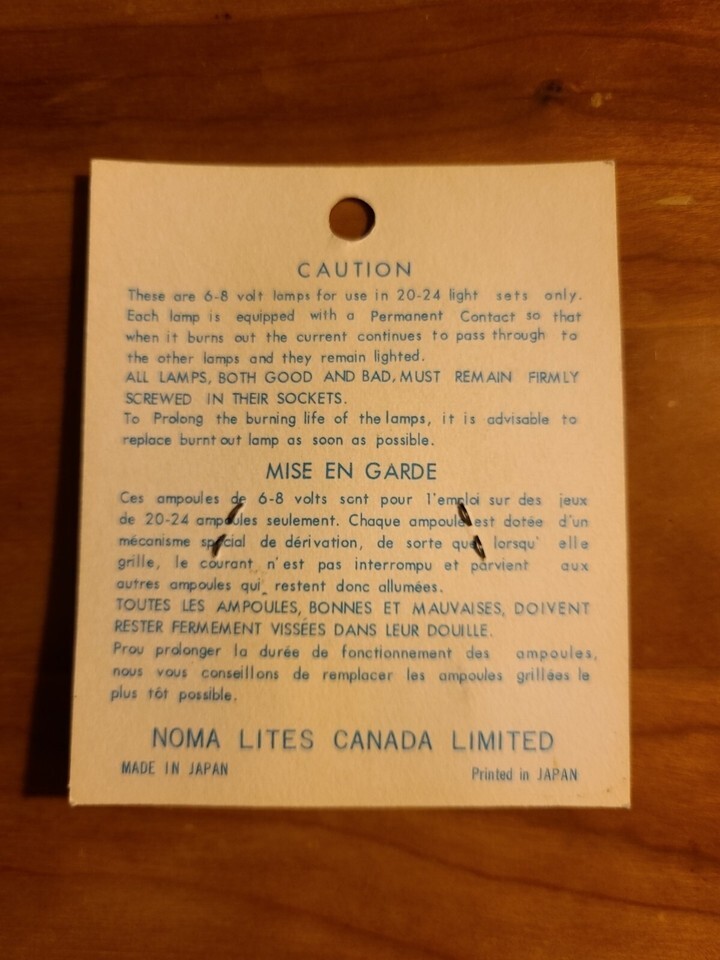 CAUTION
These are 6-8 volt lamps for use in 20-24 light sets only.
Each lamp is equipped with a Permanent Contact so that
when it burns out the current continues to pass through to
the other lamps and they remain lighted.
ALL LAMPS, BOTH GOOD AND BAD, MUST REMAIN FIRMLY
SCREWED IN THEIR SOCKETS.
To Prolong the burning life of the lamps, it is advisable to
replace burnt out lamp as soon as possible.
MISE EN GARDE
Ces ampoules de 6-8 volts sont pour l'emploi sur des jeux
de 20-24 ampoules seulement. Chaque ampoule est dotée d'un
mécanisme spécial de dérivation, de sorte que lorsqu' elle
grille, le courant n'est pas interrompu et parvient aux
autres ampoules qui restent donc allumées.
TOUTES LES AMPOULES, BONNES ET MAUVAISES, DOIVENT
RESTER FERMEMENT VISSÉES DANS LEUR DOUILLE.
Prou prolonger la durée de fonctionnement des ampoules,
nous vous conseillons de remplacer les ampoules grillées le
plus tôt possible.
NOMA LITES CANADA LIMITED
MADE IN JAPAN
Printed in JAPAN